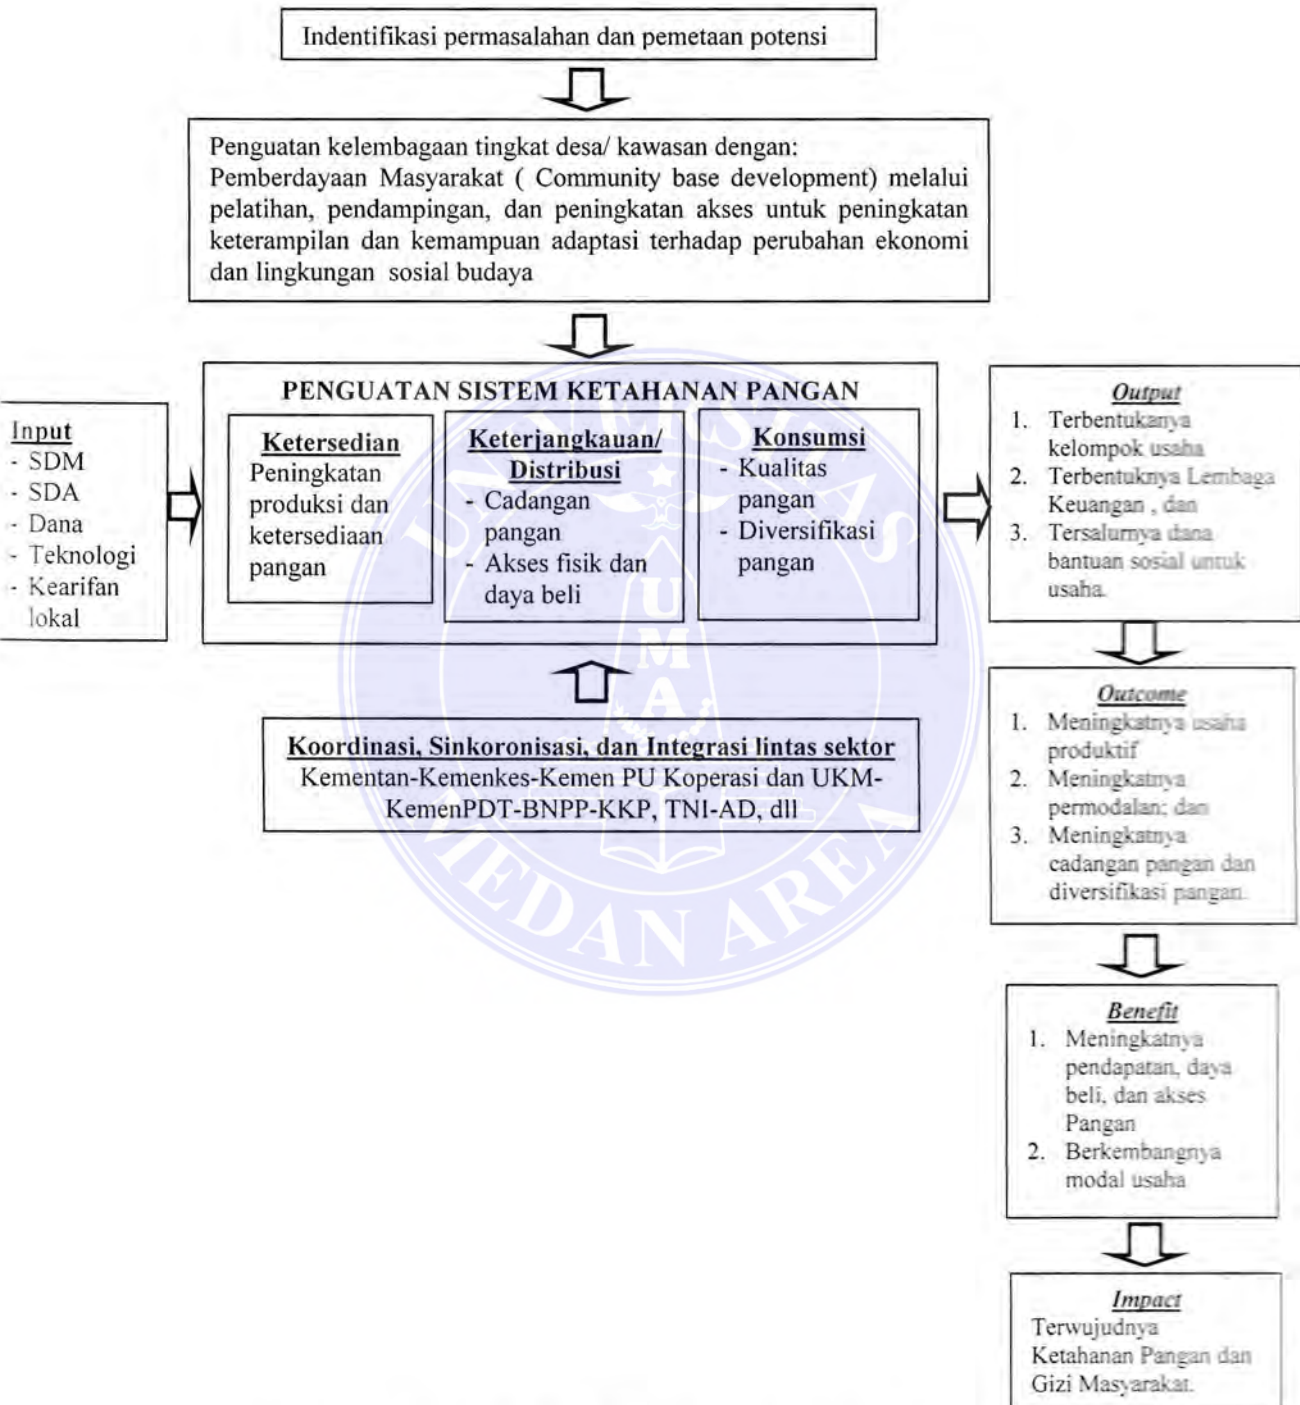 Indentifikasi permasalahan dan pemetaan potensi
Penguatan kelembagaan tingkat desa/ kawasan dengan:
Pemberdayaan Masyarakat ( Community base development) melalui
pelatihan, pendampingan, dan peningkatan akses untuk peningkatan
keterampilan dan kemampuan adaptasi terhadap perubahan ekonomi
dan lingkungan sosial budaya
Input
- SDM
- SDA
- Dana
- Teknologi
- Kearifan
lokal
PENGUATAN SISTEM KETAHANAN PANGAN
Ketersedian
Peningkatan
produksi dan
ketersediaan
pangan
Keterjangkauan/
Distribusi
- Cadangan
pangan
- Akses fisik dan
daya beli
Konsumsi
- Kualitas
pangan
- Diversifikasi
pangan
Koordinasi, Sinkoronisasi, dan Integrasi lintas sektor
Kementan-Kemenkes-Kemen PU Koperasi dan UKM-
KemenPDT-BNPP-KKP, TNI-AD, dll
Output
1. Terbentukanya
kelompok usaha
2. Terbentuknya Lembaga
Keuangan , dan
3. Tersalurnya dana
bantuan sosial untuk
usaha.
Outcome
1. Meningkatnya usaha
produktif
2. Meningkatnya
permodalan; dan
3. Meningkatnya
cadangan pangan dan
diversifikasi pangan.
Benefit
1. Meningkatnya
pendapatan, daya
beli, dan akses
Pangan
2. Berkembangnya
modal usaha
Impact
Terwujudnya
Ketahanan Pangan dan
Gizi Masyarakat.
UNIVERSITAS
UMA
MEDAN AREA